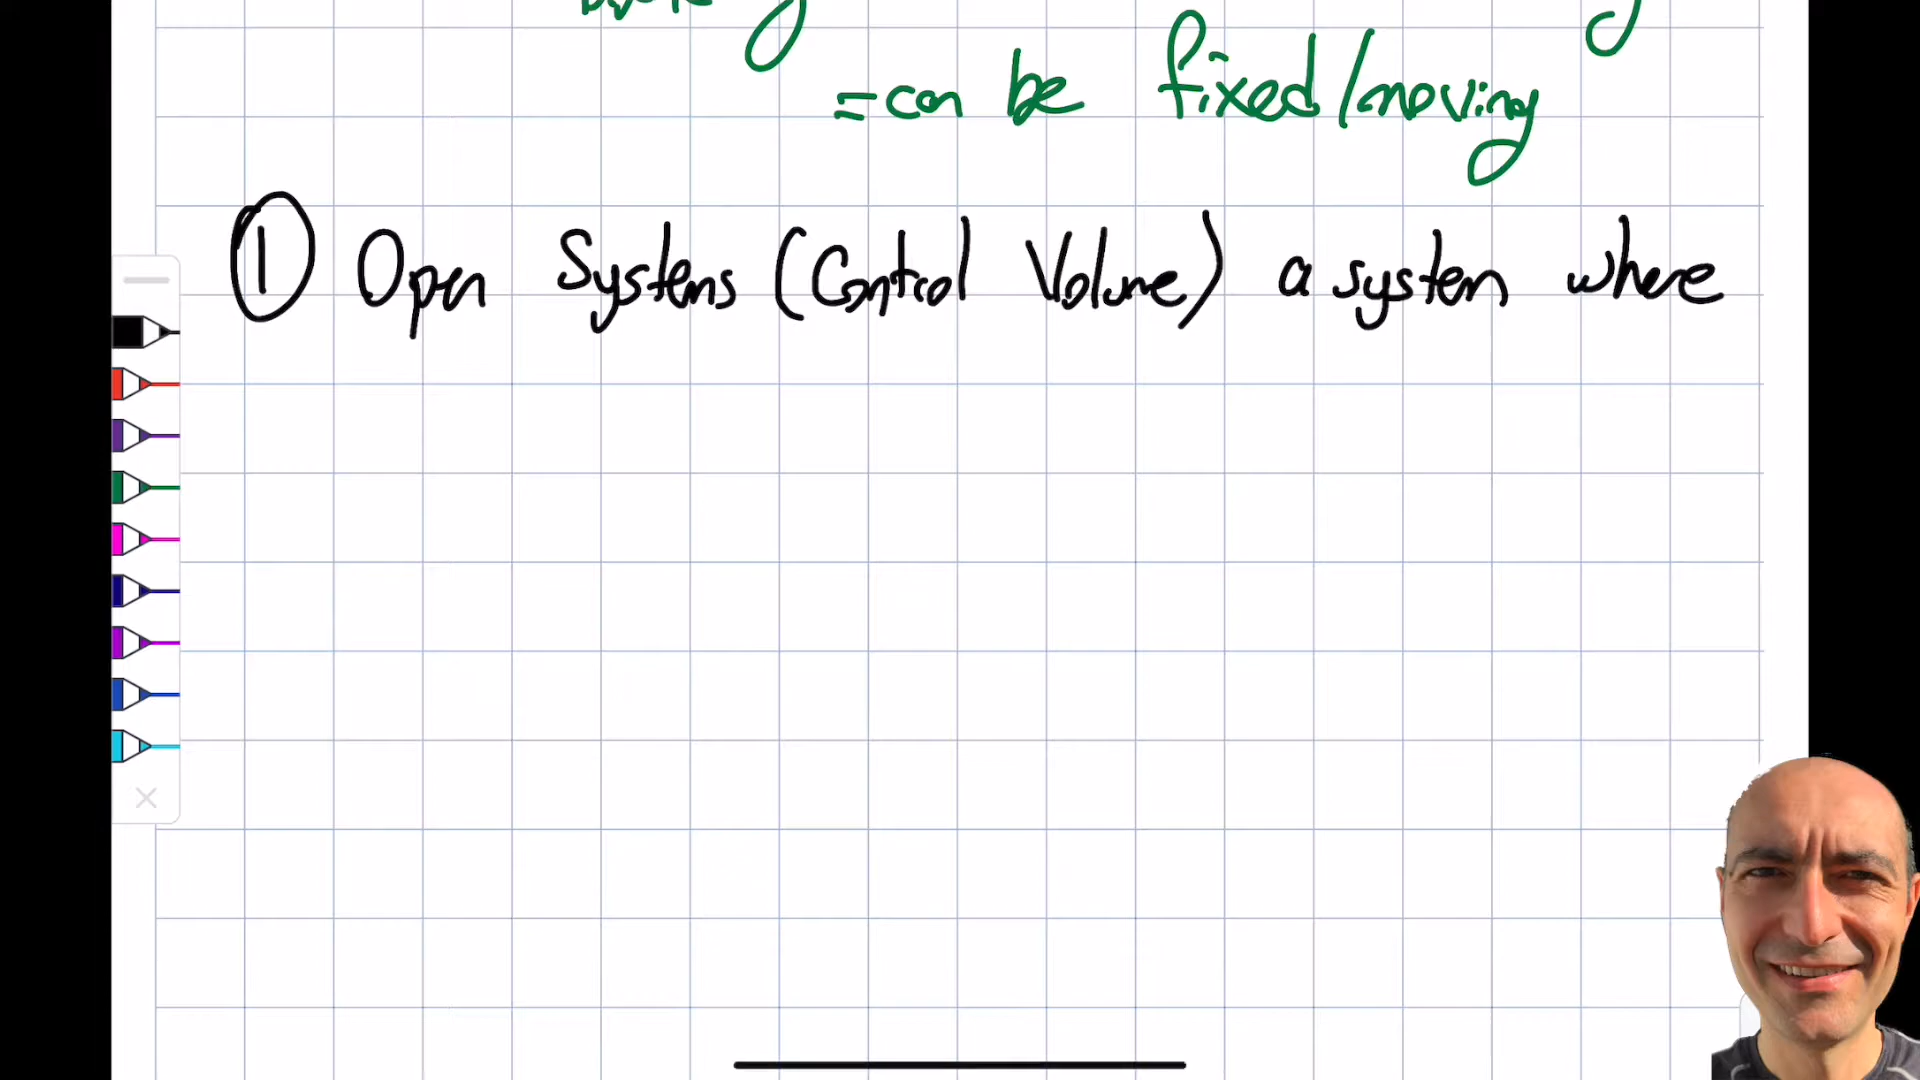 =can be fixed/moving
① Open Systems (Control Volume) a system where